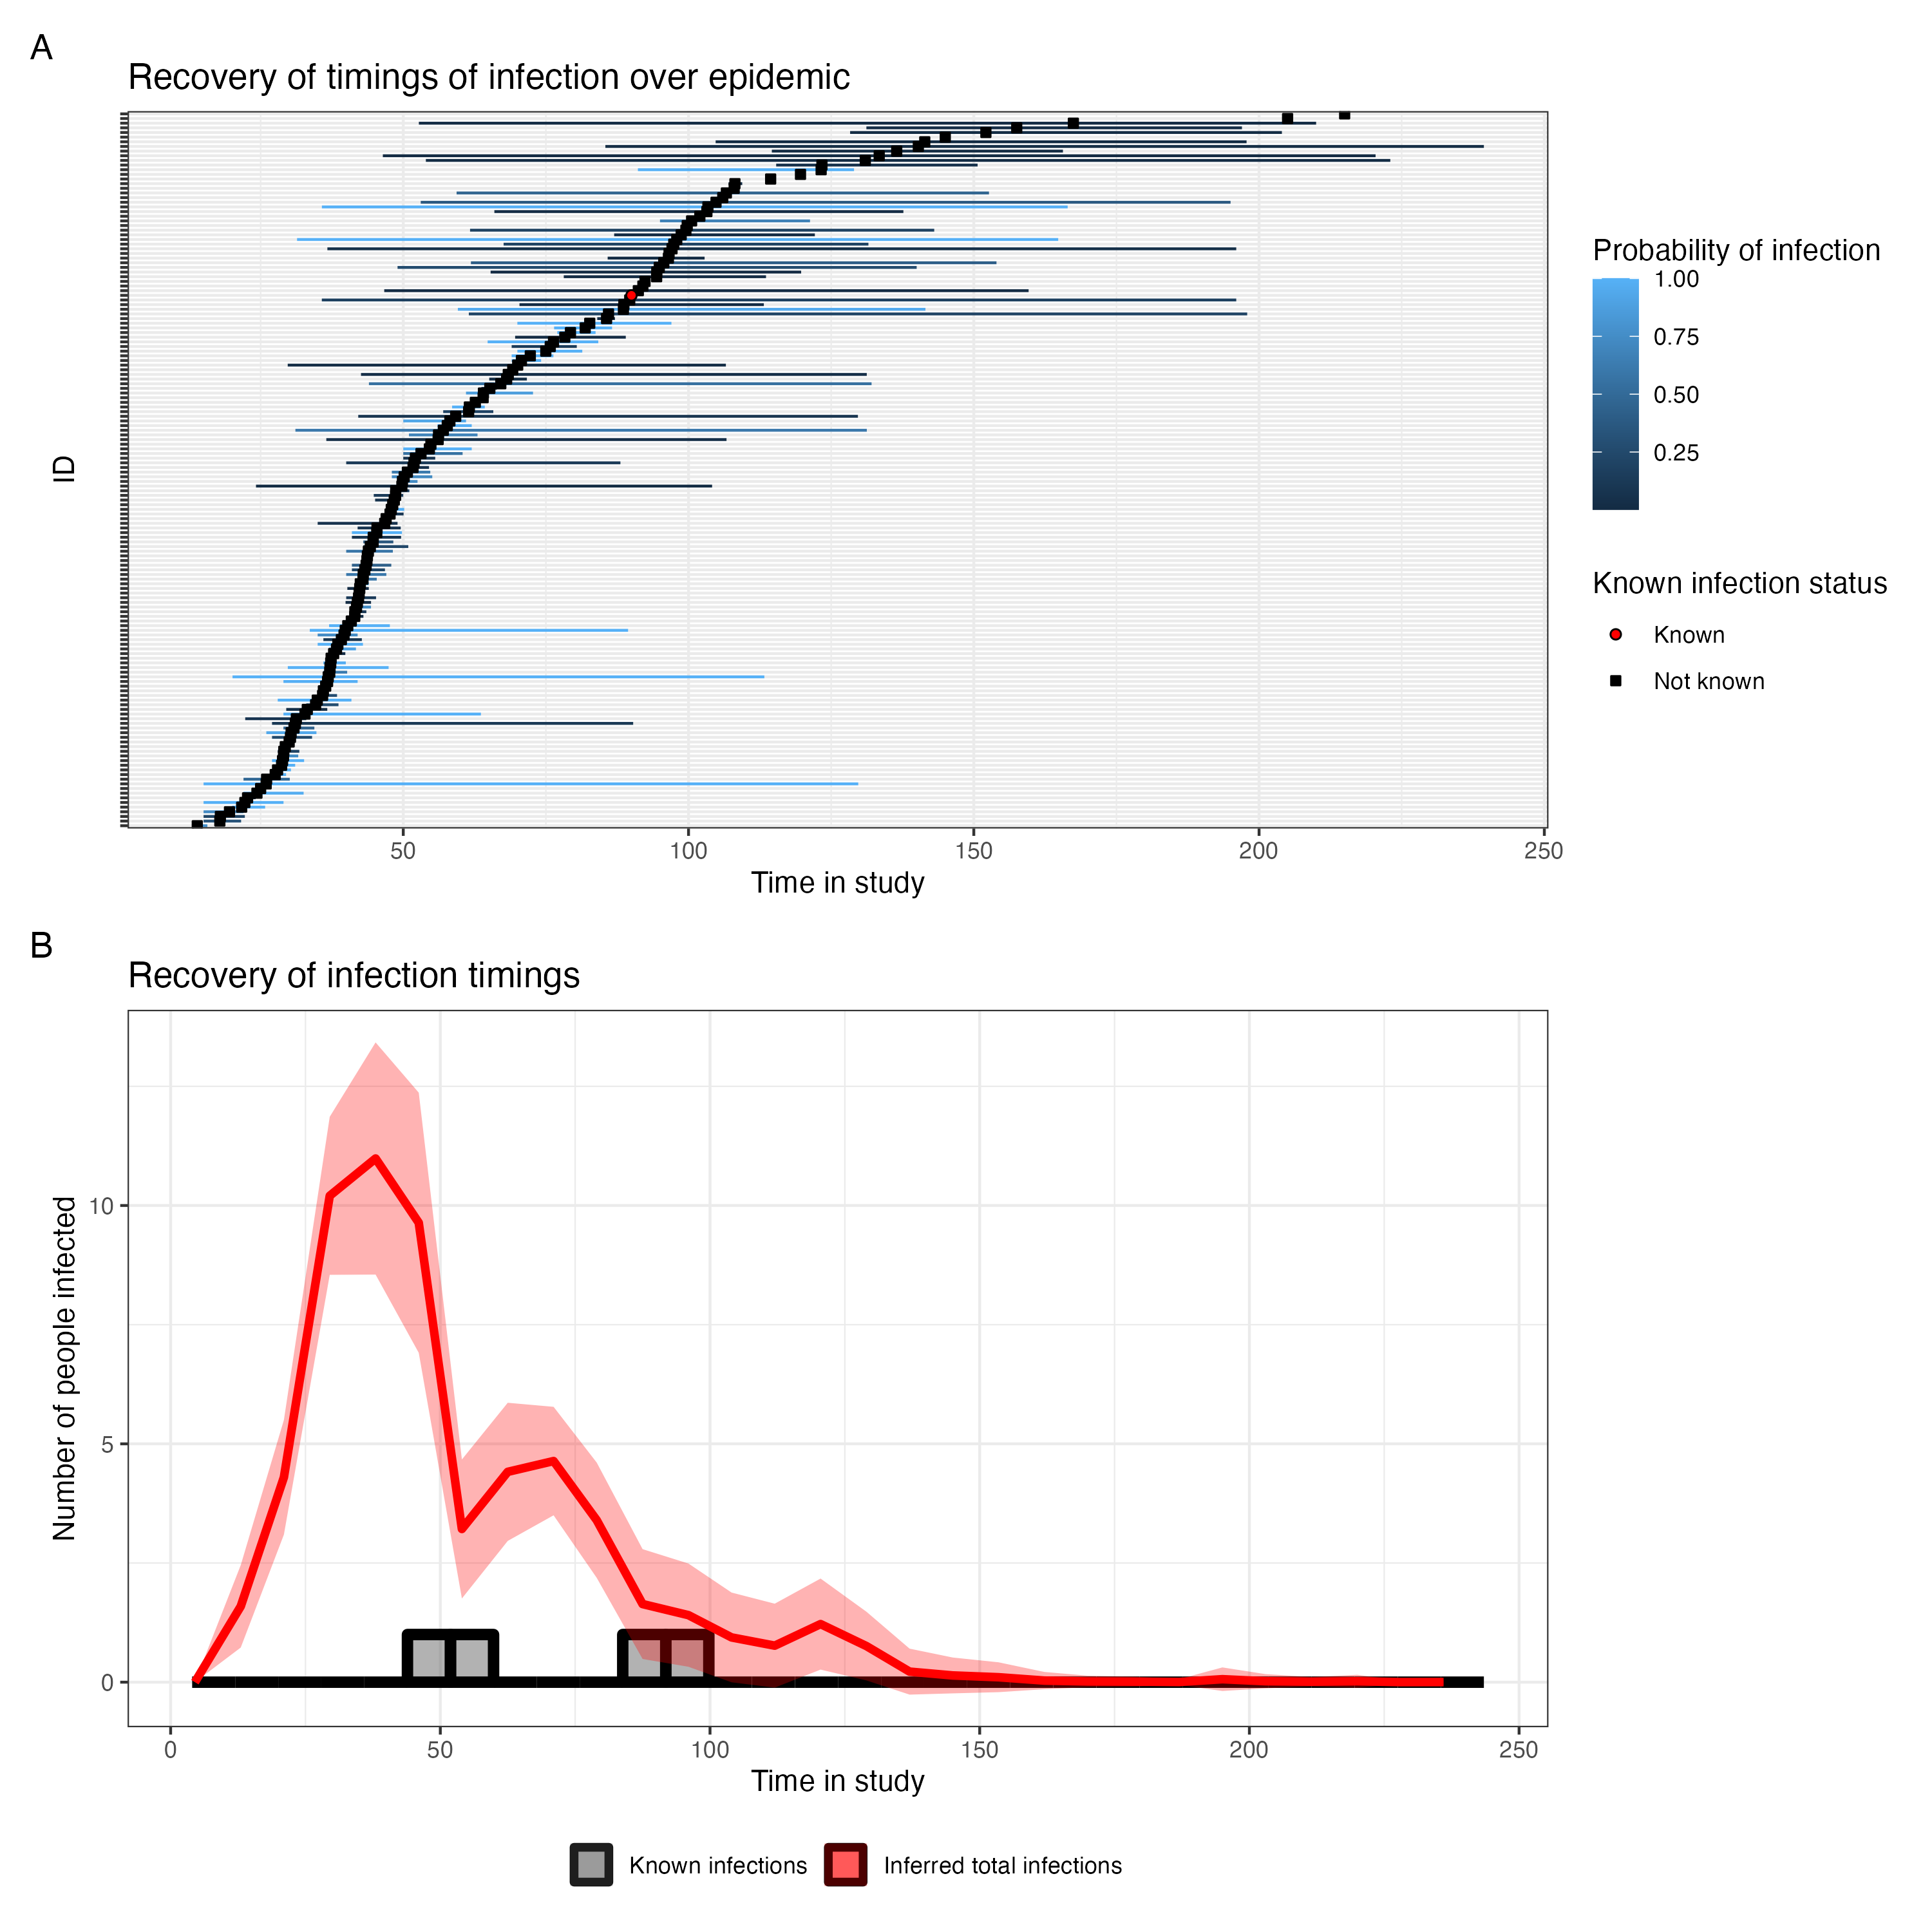 A
Recovery of timings of infection over epidemic
ID
50 100 150 200 250
Time in study
Probability of infection
1.00
0.75
0.50
0.25
Known infection status
Known
Not known
B
Recovery of infection timings
Number of people infected
10
5
0
0 50 100 150 200 250
Time in study
Known infections Inferred total infections